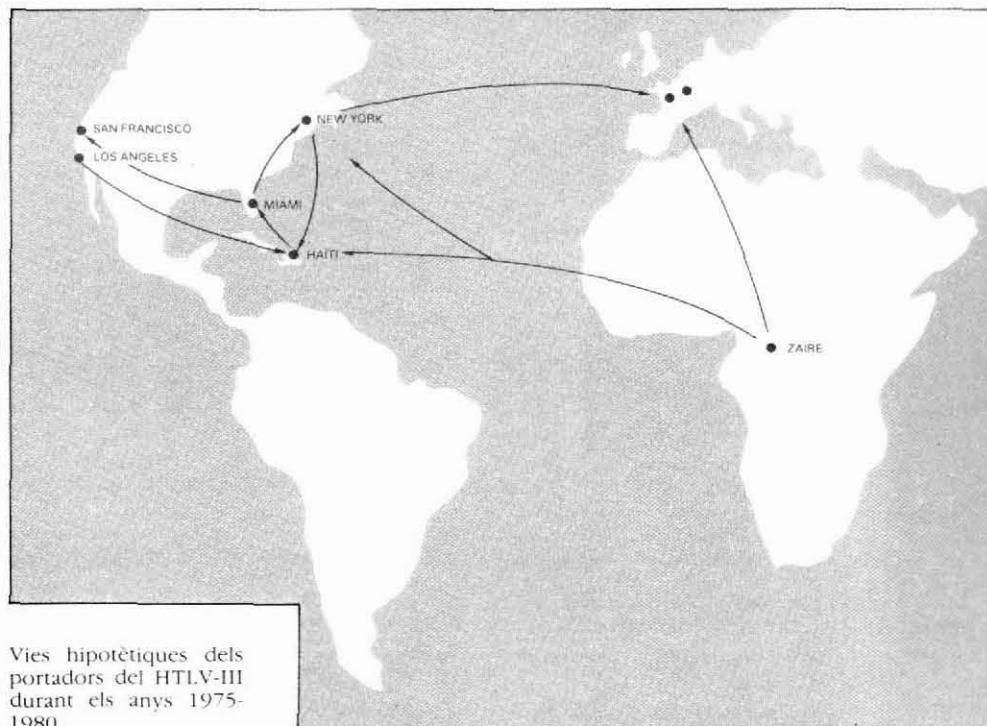 NEW YORK
SAN FRANCISCO
LOS ANGELES
MIAMI
HAITI
ZAIRE
Vies hipotètiques dels
portadors del HTLV-III
durant els anys 1975-
1980